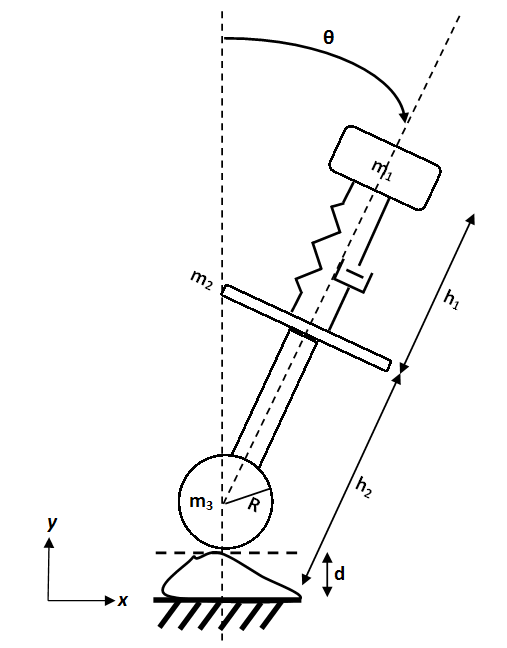 θ
m₁
m₂
h₁
h₂
m₃
R
y
x
d